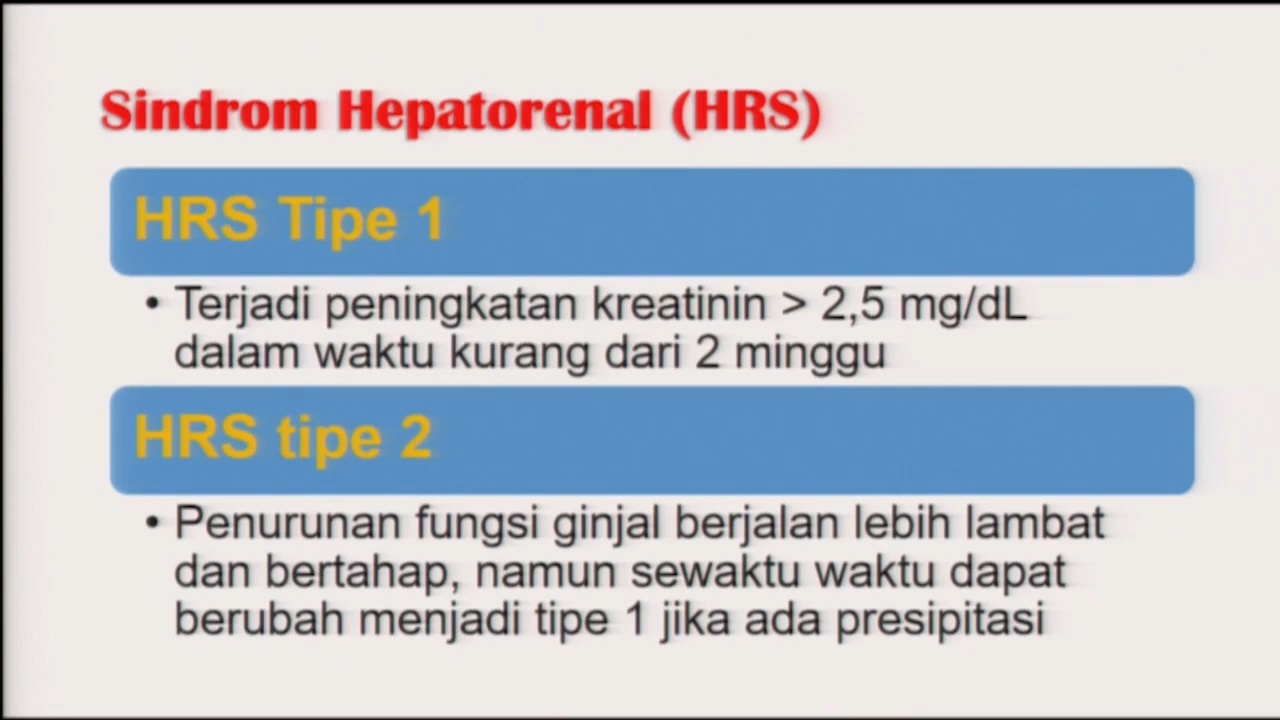 Sindrom Hepatorenal (HRS)
HRS Tipe 1
• Terjadi peningkatan kreatinin > 2,5 mg/dL
dalam waktu kurang dari 2 minggu
HRS tipe 2
• Penurunan fungsi ginjal berjalan lebih lambat
dan bertahap, namun sewaktu waktu dapat
berubah menjadi tipe 1 jika ada presipitasi